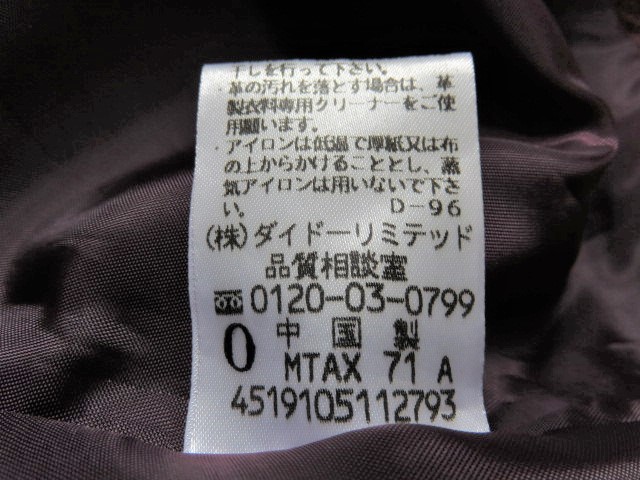 干しを行って下さい。
革の汚れを落とす場合は、革
製衣料専用クリーナーをご使
用願います。
アイロンは低温で厚紙又は布
の上からかけることとし、蒸
気アイロンは用いないで下さ
い。 D-96
(株)ダイドーリミテッド
品質相談室
0120-03-0799
0 中国製
MTAX 71 A
4519105112793